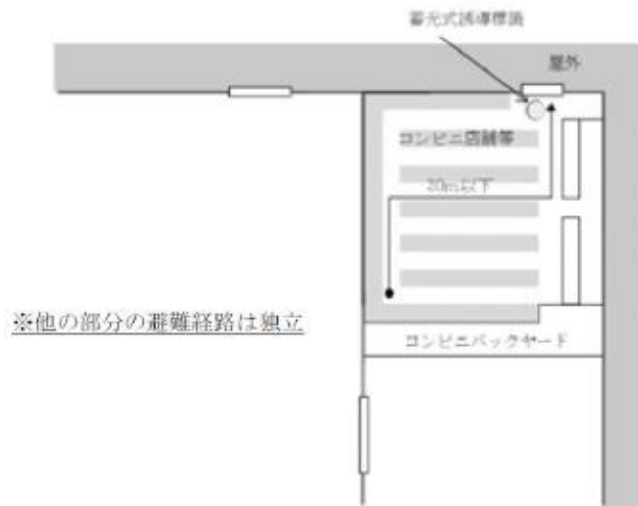 蓄光式誘導標識
屋外
コンビニ店舗等
30m以下
※他の部分の避難経路は独立
コンビニバックヤード